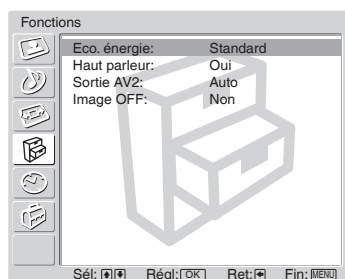 Fonctions
Eco. énergie: Standard
Haut parleur: Oui
Sortie AV2: Auto
Image OFF: Non
Sél: Régl: OK Ret: Fin: MENU